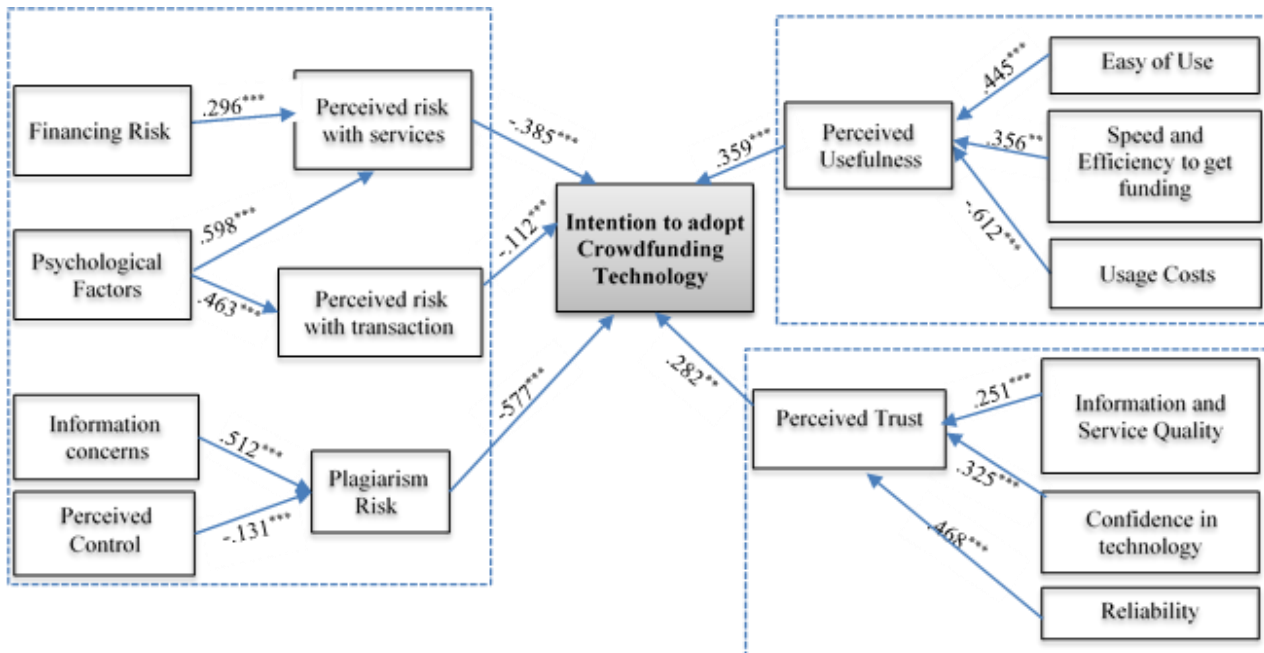 Financing Risk
.296***
Perceived risk
with services
-.385***
Psychological
Factors
.598***
.463***
Perceived risk
with transaction
-.112***
Information
concerns
.512***
Perceived
Control
-.131***
Plagiarism
Risk
-577***
Intention to adopt
Crowdfunding
Technology
.359***
Perceived
Usefulness
.445***
Easy of Use
.356**
Speed and
Efficiency to get
funding
-.612***
Usage Costs
.282**
Perceived Trust
.251***
Information and
Service Quality
.325***
Confidence in
technology
.468***
Reliability